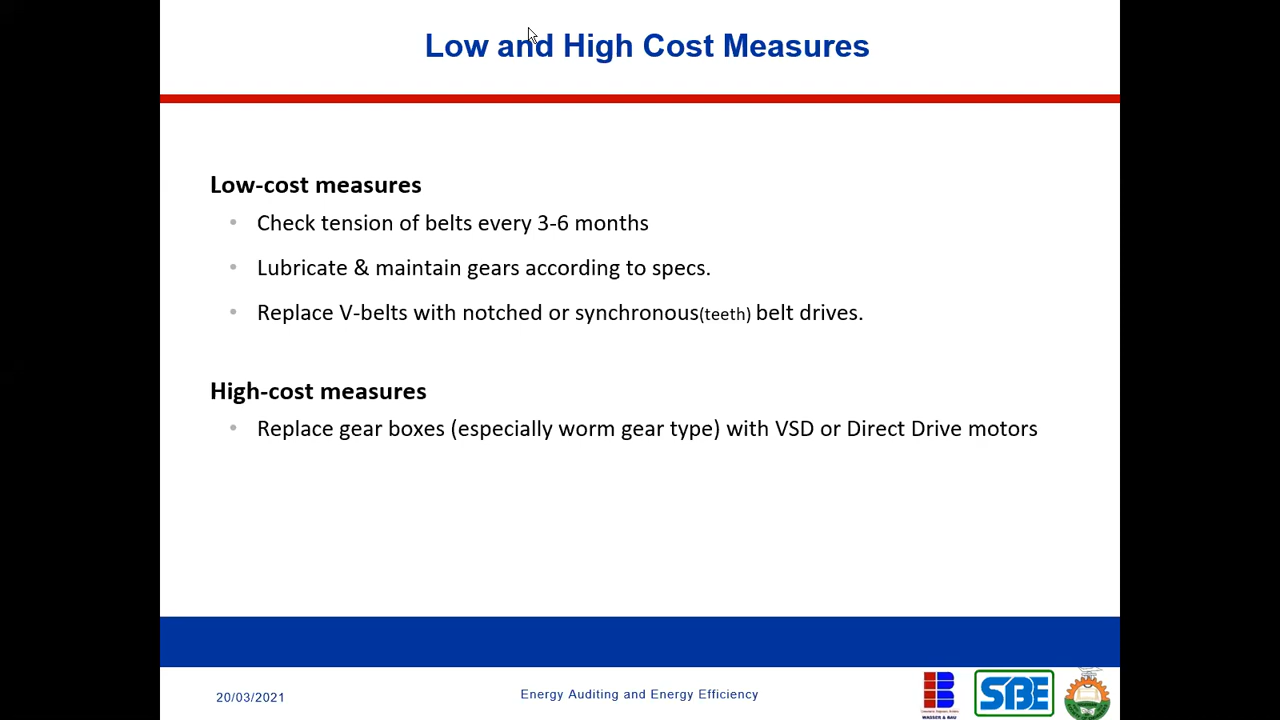 Low and High Cost Measures
Low-cost measures
• Check tension of belts every 3-6 months
• Lubricate & maintain gears according to specs.
• Replace V-belts with notched or synchronous(teeth) belt drives.
High-cost measures
• Replace gear boxes (especially worm gear type) with VSD or Direct Drive motors
20/03/2021
Energy Auditing and Energy Efficiency
WASSER & BAU
SBE